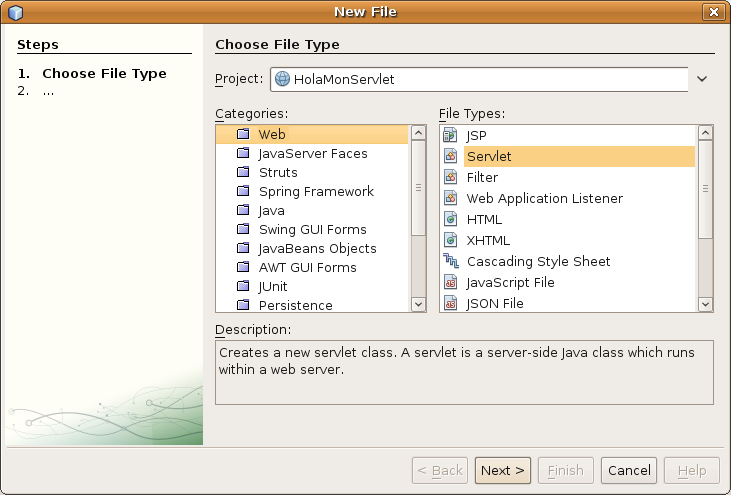 New File
Steps
1. Choose File Type
2. ...
Choose File Type
Project: HolaMonServlet
Categories:
Web
JavaServer Faces
Struts
Spring Framework
Java
Swing GUI Forms
JavaBeans Objects
AWT GUI Forms
JUnit
Persistence
File Types:
JSP
Servlet
Filter
Web Application Listener
HTML
XHTML
Cascading Style Sheet
JavaScript File
JSON File
Description:
Creates a new servlet class. A servlet is a server-side Java class which runs
within a web server.
< Back Next > Finish Cancel Help